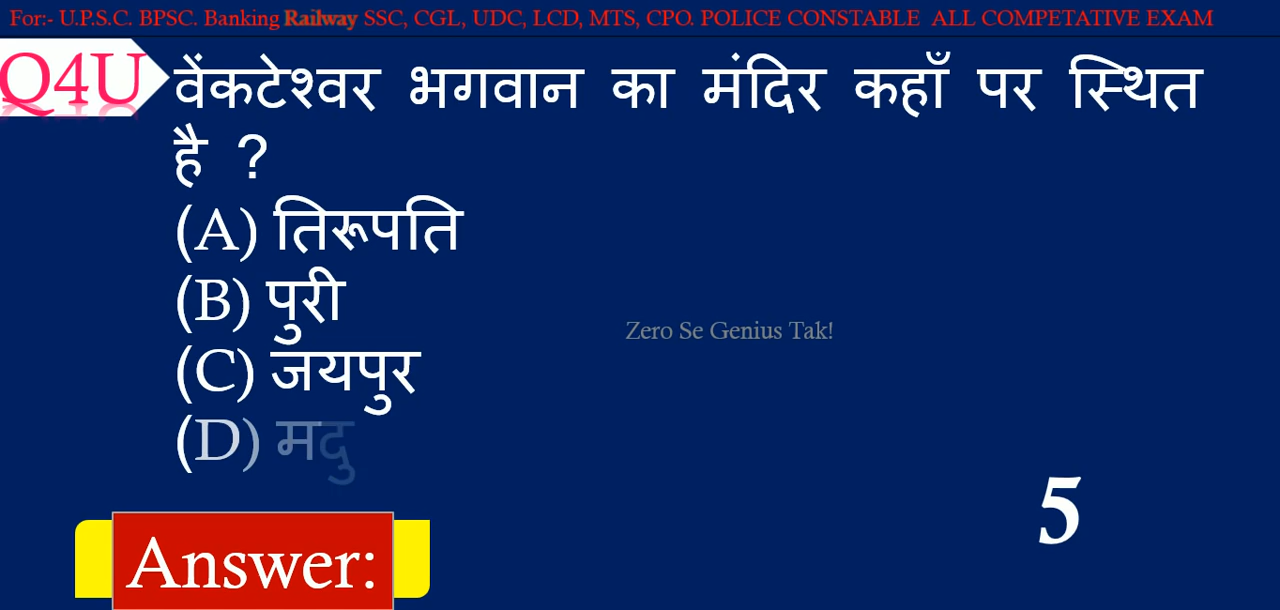 For:- U.P.S.C. BPSC. Banking Railway SSC, CGL, UDC, LCD, MTS, CPO. POLICE CONSTABLE ALL COMPETATIVE EXAM
Q4U
वेंकटेश्वर भगवान का मंदिर कहाँ पर स्थित
है ?
(A) तिरूपति
(B) पुरी
(C) जयपुर
(D) मदु
Zero Se Genius Tak!
5
Answer: